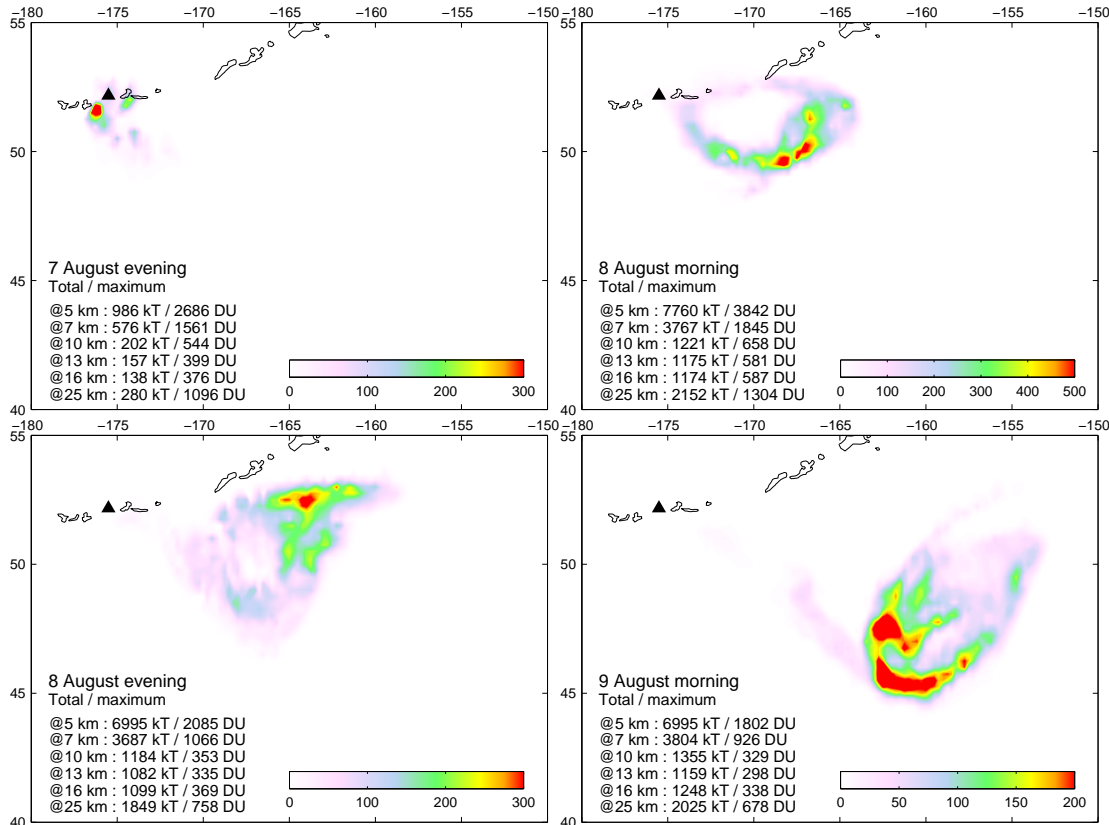 −180 −175 −170 −165 −160 −155 −150
55
50
45
40
7 August evening
Total / maximum
@5 km : 986 kT / 2686 DU
@7 km : 576 kT / 1561 DU
@10 km : 202 kT / 544 DU
@13 km : 157 kT / 399 DU
@16 km : 138 kT / 376 DU
@25 km : 280 kT / 1096 DU
0 100 200 300
−180 −175 −170 −165 −160 −155 −150
55
50
45
40
8 August morning
Total / maximum
@5 km : 7760 kT / 3842 DU
@7 km : 3767 kT / 1845 DU
@10 km : 1221 kT / 658 DU
@13 km : 1175 kT / 581 DU
@16 km : 1174 kT / 587 DU
@25 km : 2152 kT / 1304 DU
0 100 200 300 400 500
−180 −175 −170 −165 −160 −155 −150
55
50
45
40
8 August evening
Total / maximum
@5 km : 6995 kT / 2085 DU
@7 km : 3687 kT / 1066 DU
@10 km : 1184 kT / 353 DU
@13 km : 1082 kT / 335 DU
@16 km : 1099 kT / 369 DU
@25 km : 1849 kT / 758 DU
0 100 200 300
−180 −175 −170 −165 −160 −155 −150
55
50
45
40
9 August morning
Total / maximum
@5 km : 6995 kT / 1802 DU
@7 km : 3804 kT / 926 DU
@10 km : 1355 kT / 329 DU
@13 km : 1159 kT / 298 DU
@16 km : 1248 kT / 338 DU
@25 km : 2025 kT / 678 DU
0 50 100 150 200